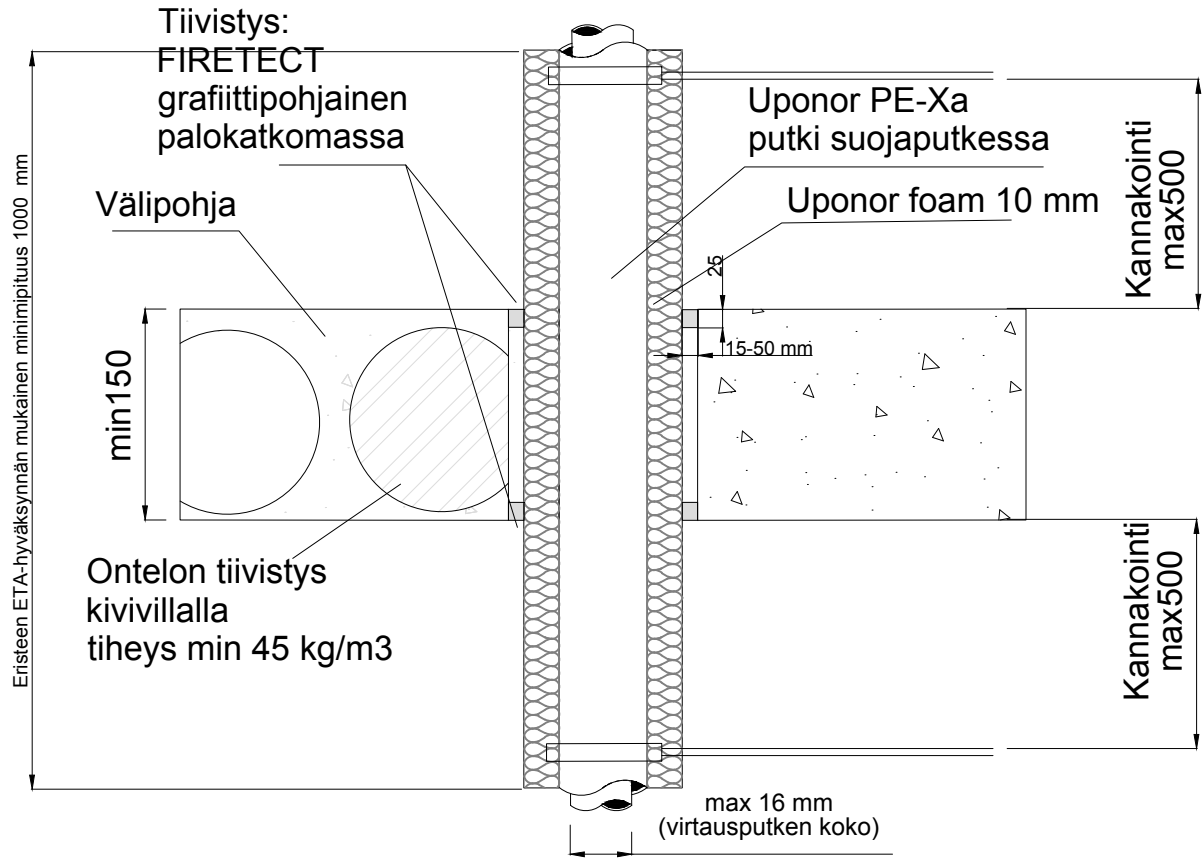 Tiivistys:
FIRETECT
grafiittipohjainen
palokatkomassa
Välipohja
Eristeen ETA-hyväksynnän mukainen minimipituus 1000 mm
min150
Ontelon tiivistys
kivivillalla
tiheys min 45 kg/m3
Uponor PE-Xa
putki suojaputkessa
Uponor foam 10 mm
25
15-50 mm
Kannakointi
max500
Kannakointi
max500
max 16 mm
(virtausputken koko)